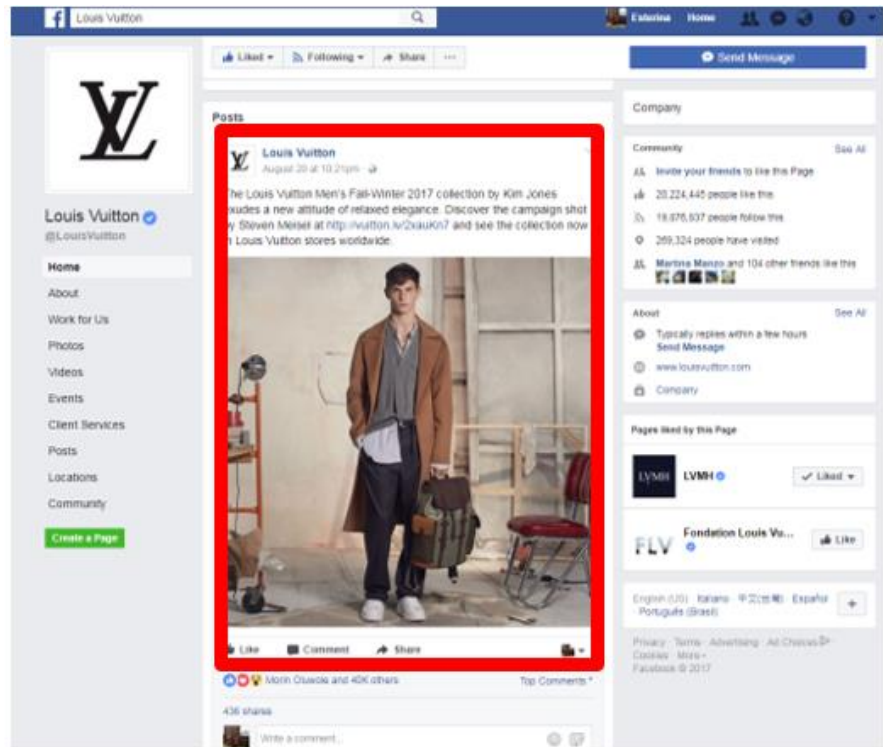 Louis Vuitton
Home
Liked Following Share
Send Message
Posts
Louis Vuitton
August 20 at 10:21pm
The Louis Vuitton Men's Fall-Winter 2017 collection by Kim Jones
exudes a new attitude of relaxed elegance. Discover the campaign shot
by Steven Meisel at http://vuitton.lv/2xauKn7 and see the collection now
in Louis Vuitton stores worldwide.
Like Comment Share
Morin Oluwole and 40K others Top Comments
436 shares
Write a comment...
LV
Louis Vuitton
@LouisVuitton
Home
About
Work for Us
Photos
Videos
Events
Client Services
Posts
Locations
Community
Create a Page
Company
Community See All
Invite your friends to like this Page
people like this
people follow this
269,324 people have visited
Martina Manzo and 104 other friends like this
About See All
Typically replies within a few hours
Send Message
www.louisvuitton.com
Company
Pages liked by this Page
LVMH LVMH Liked
FLV Fondation Louis Vu... Like
English (US) · Italiano · 中文(台灣) · Español
· Português (Brasil)
Privacy · Terms · Advertising · Ad Choices
Cookies · More
Facebook © 2017